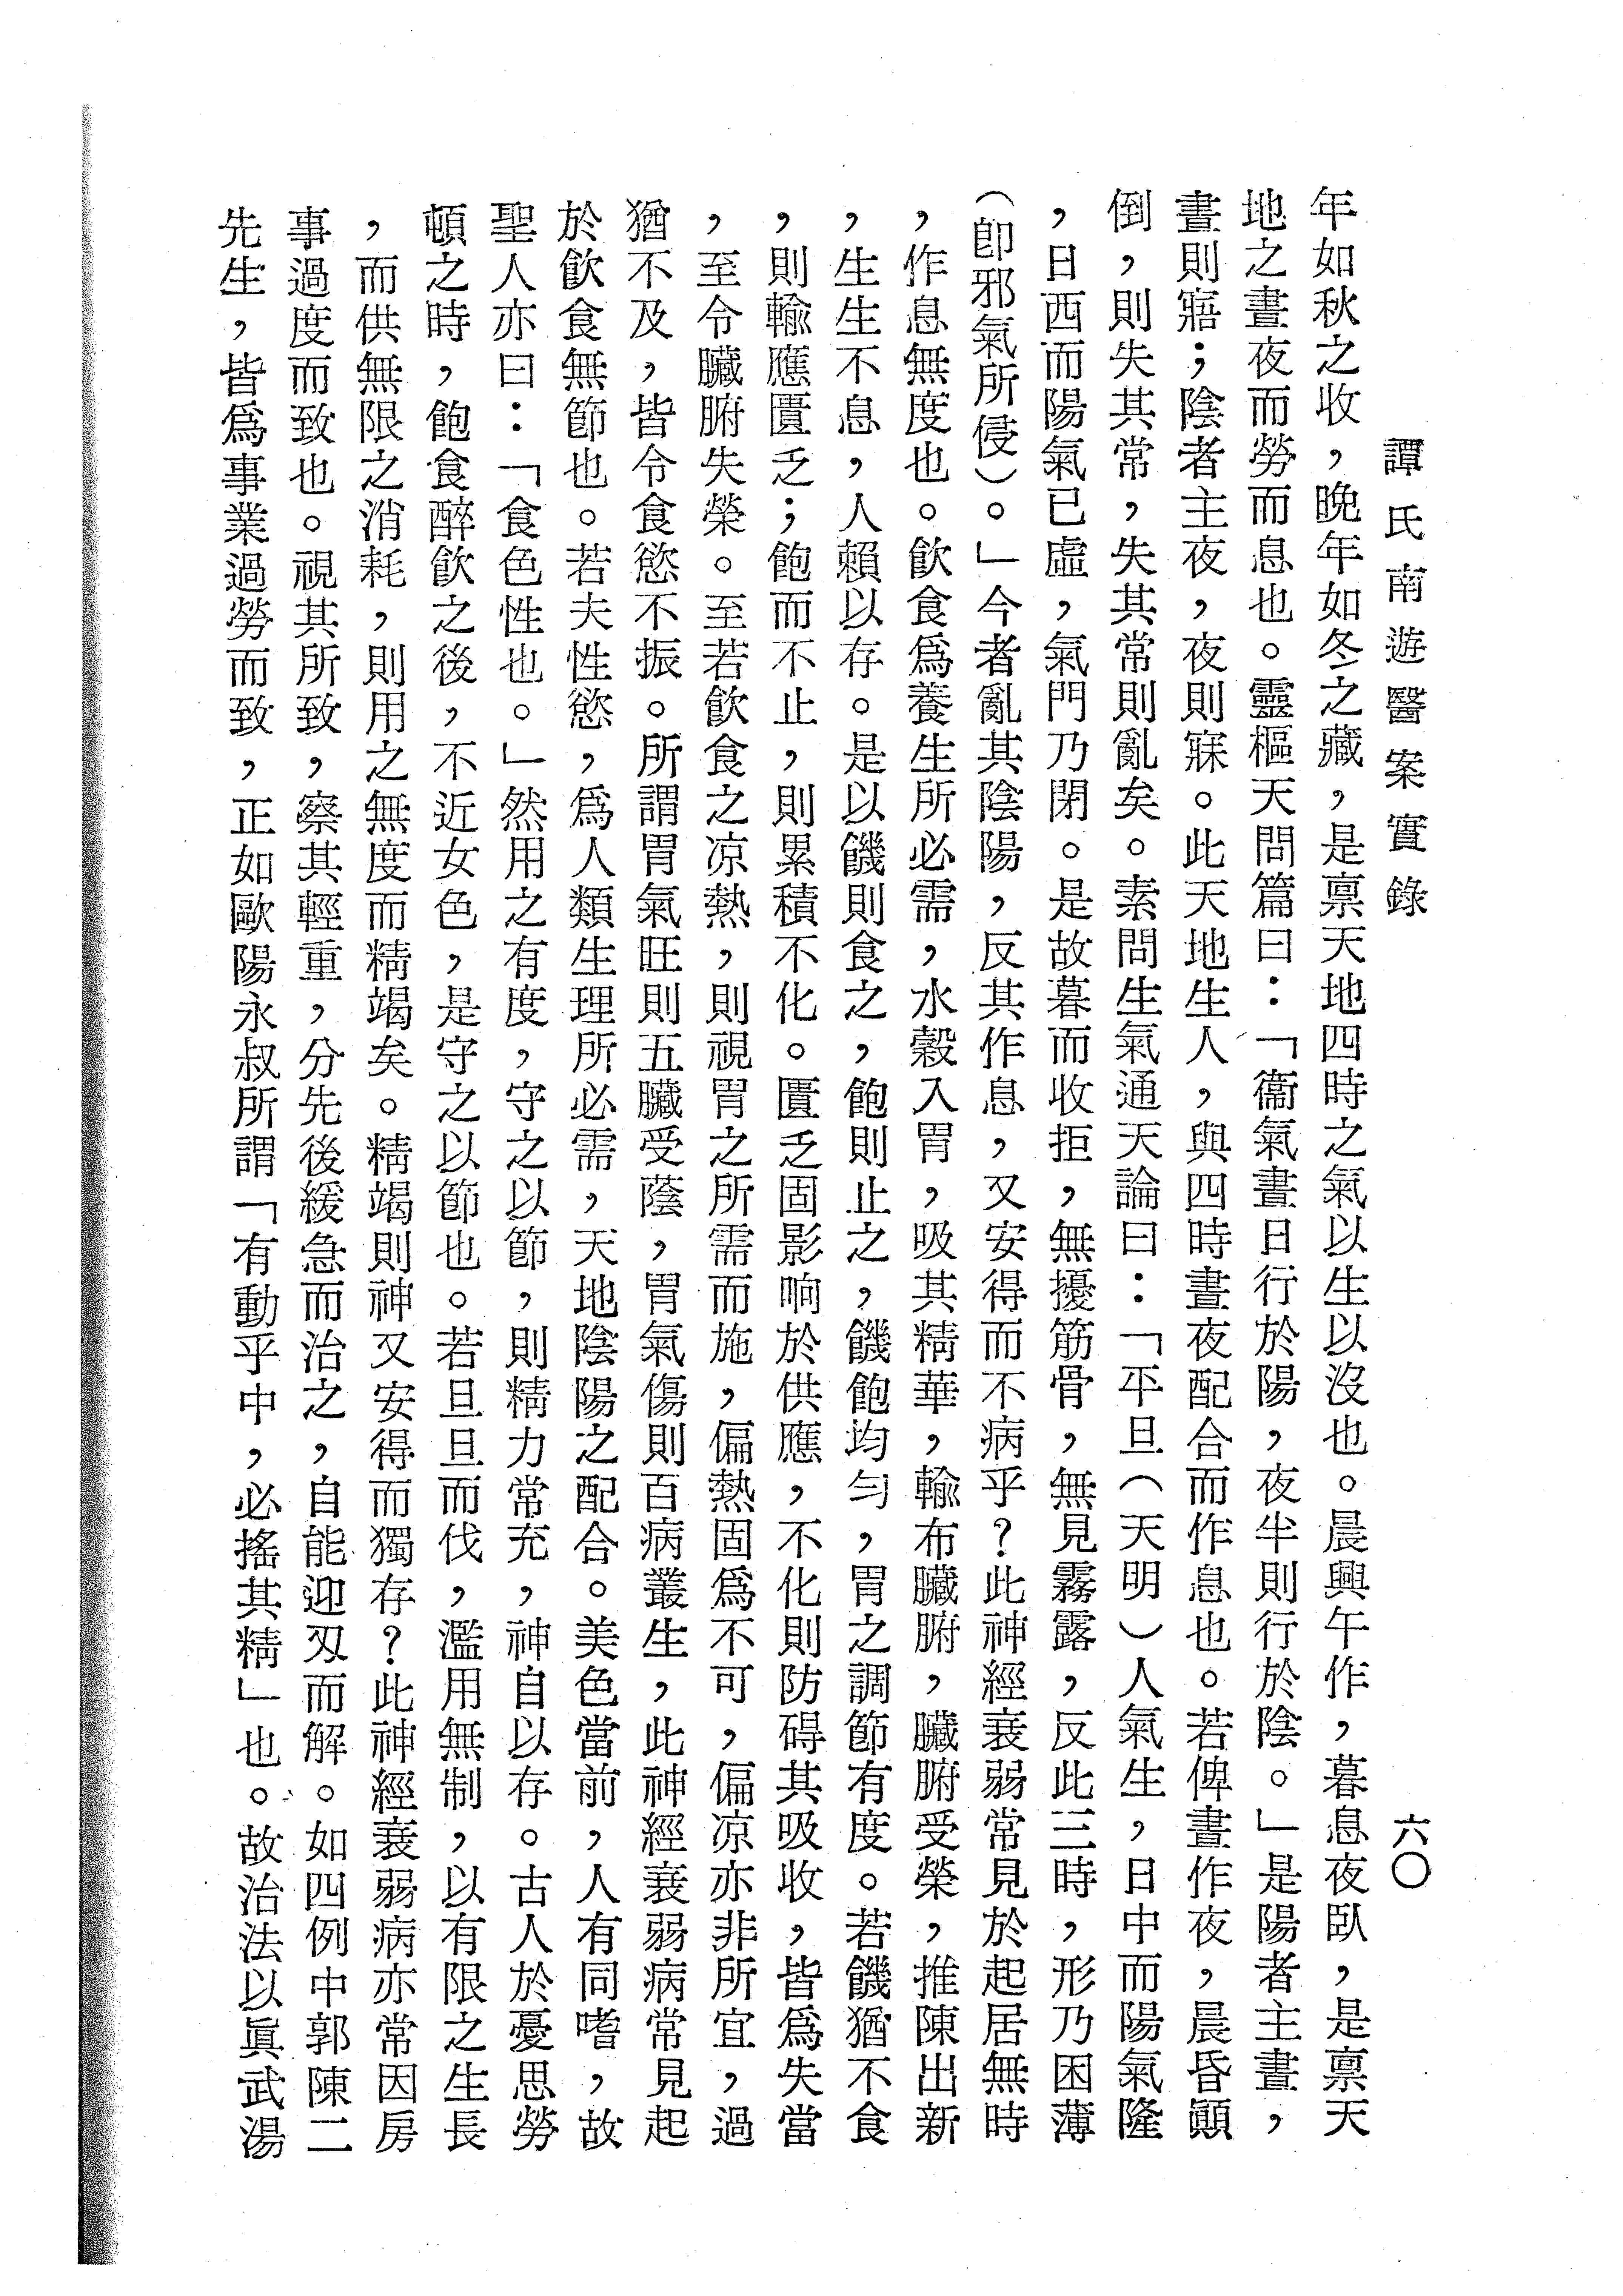 譚氏南遊醫案實錄
六〇
年如秋之收，晚年如冬之藏，是禀天地四時之氣以生以沒也。晨興午作，暮息夜臥，是禀天
地之晝夜而勞而息也。靈樞天問篇曰：「衞氣晝日行於陽，夜半則行於陰。」是陽者主晝，
晝則寤；陰者主夜，夜則寐。此天地生人，與四時晝夜配合而作息也。若俾晝作夜，晨昏顚
倒，則失其常，失其常則亂矣。素問生氣通天論曰：「平旦（天明）人氣生，日中而陽氣隆
，日西而陽氣已虛，氣門乃閉。是故暮而收拒，無擾筋骨，無見霧露，反此三時，形乃困薄
（卽邪氣所侵）。」今者亂其陰陽，反其作息，又安得而不病乎？此神經衰弱常見於起居無時
，作息無度也。飮食爲養生所必需，水穀入胃，吸其精華，輸布臟腑，臟腑受榮，推陳出新
，生生不息，人賴以存。是以饑則食之，飽則止之，饑飽均勻，胃之調節有度。若饑猶不食
，則輸應匱乏；飽而不止，則累積不化。匱乏固影响於供應，不化則防碍其吸收，皆爲失當
，至令臟腑失榮。至若飮食之凉熱，則視胃之所需而施，偏熱固爲不可，偏凉亦非所宜，過
猶不及，皆令食慾不振。所謂胃氣旺則五臟受蔭，胃氣傷則百病叢生，此神經衰弱病常見起
於飮食無節也。若夫性慾，爲人類生理所必需，天地陰陽之配合。美色當前，人有同嗜，故
聖人亦曰：「食色性也。」然用之有度，守之以節，則精力常充，神自以存。古人於憂思勞
頓之時，飽食醉飮之後，不近女色，是守之以節也。若旦旦而伐，濫用無制，以有限之生長
，而供無限之消耗，則用之無度而精竭矣。精竭則神又安得而獨存？此神經衰弱病亦常因房
事過度而致也。視其所致，察其輕重，分先後緩急而治之，自能迎刄而解。如四例中郭陳二
先生，皆爲事業過勞而致，正如歐陽永叔所謂「有動乎中，必搖其精」也。故治法以眞武湯